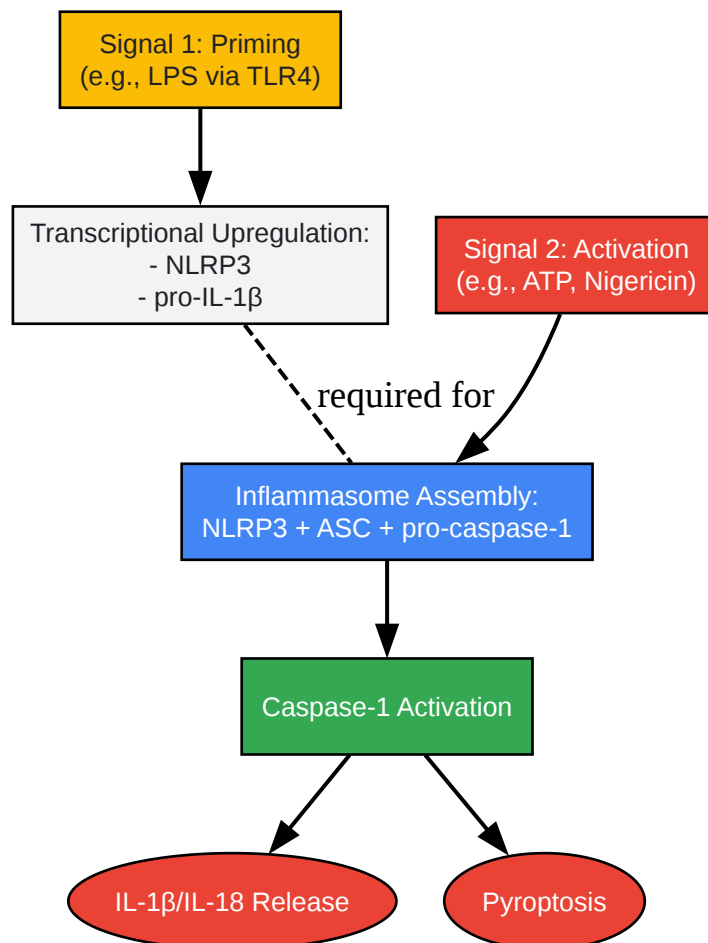 Signal 1: Priming
(e.g., LPS via TLR4)
Transcriptional Upregulation:
- NLRP3
- pro-IL-1β
Signal 2: Activation
(e.g., ATP, Nigericin)
required for
Inflammasome Assembly:
NLRP3 + ASC + pro-caspase-1
Caspase-1 Activation
IL-1β/IL-18 Release
Pyroptosis